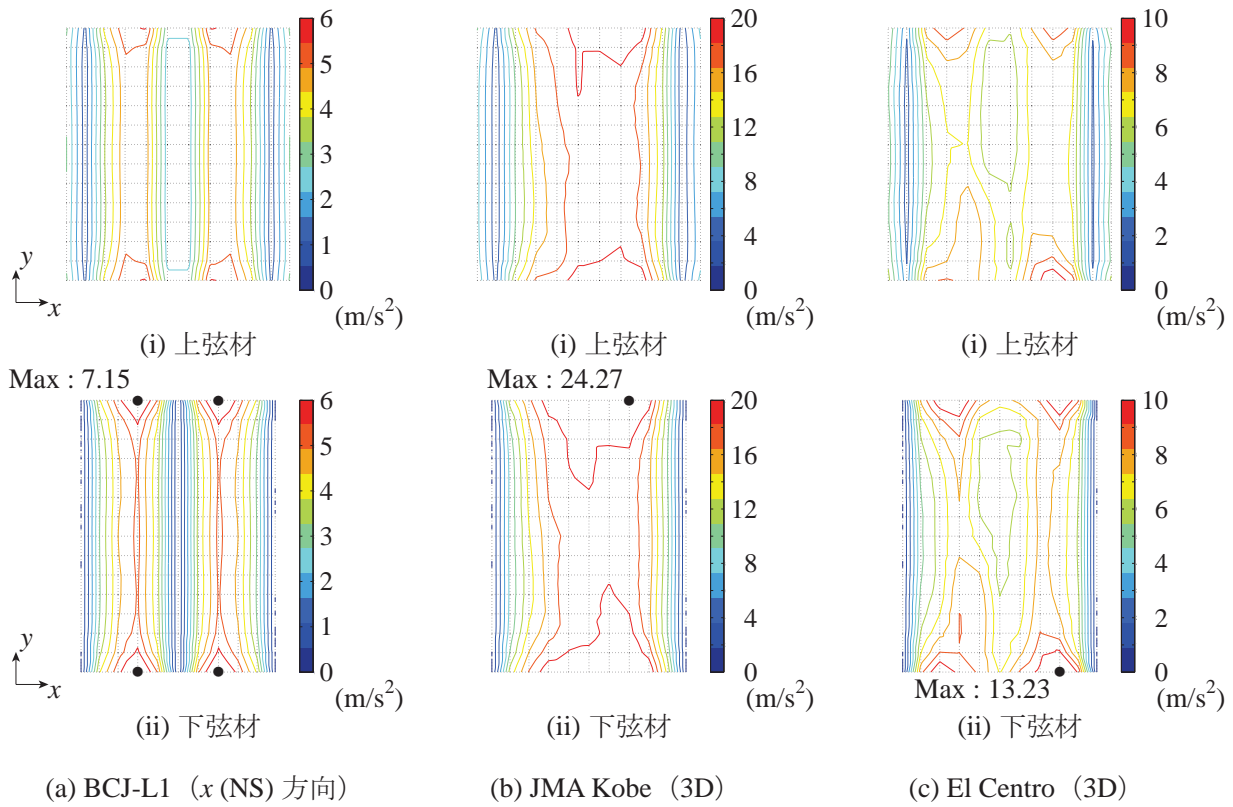 6
5
4
3
2
1
0
(m/s²)
y
x
(i) 上弦材
20
16
12
8
4
0
(m/s²)
(i) 上弦材
10
8
6
4
2
0
(m/s²)
(i) 上弦材
Max : 7.15
6
5
4
3
2
1
0
(m/s²)
y
x
(ii) 下弦材
Max : 24.27
20
16
12
8
4
0
(m/s²)
(ii) 下弦材
10
8
6
4
2
0
(m/s²)
Max : 13.23
(ii) 下弦材
(a) BCJ-L1（x (NS) 方向）
(b) JMA Kobe（3D）
(c) El Centro（3D）